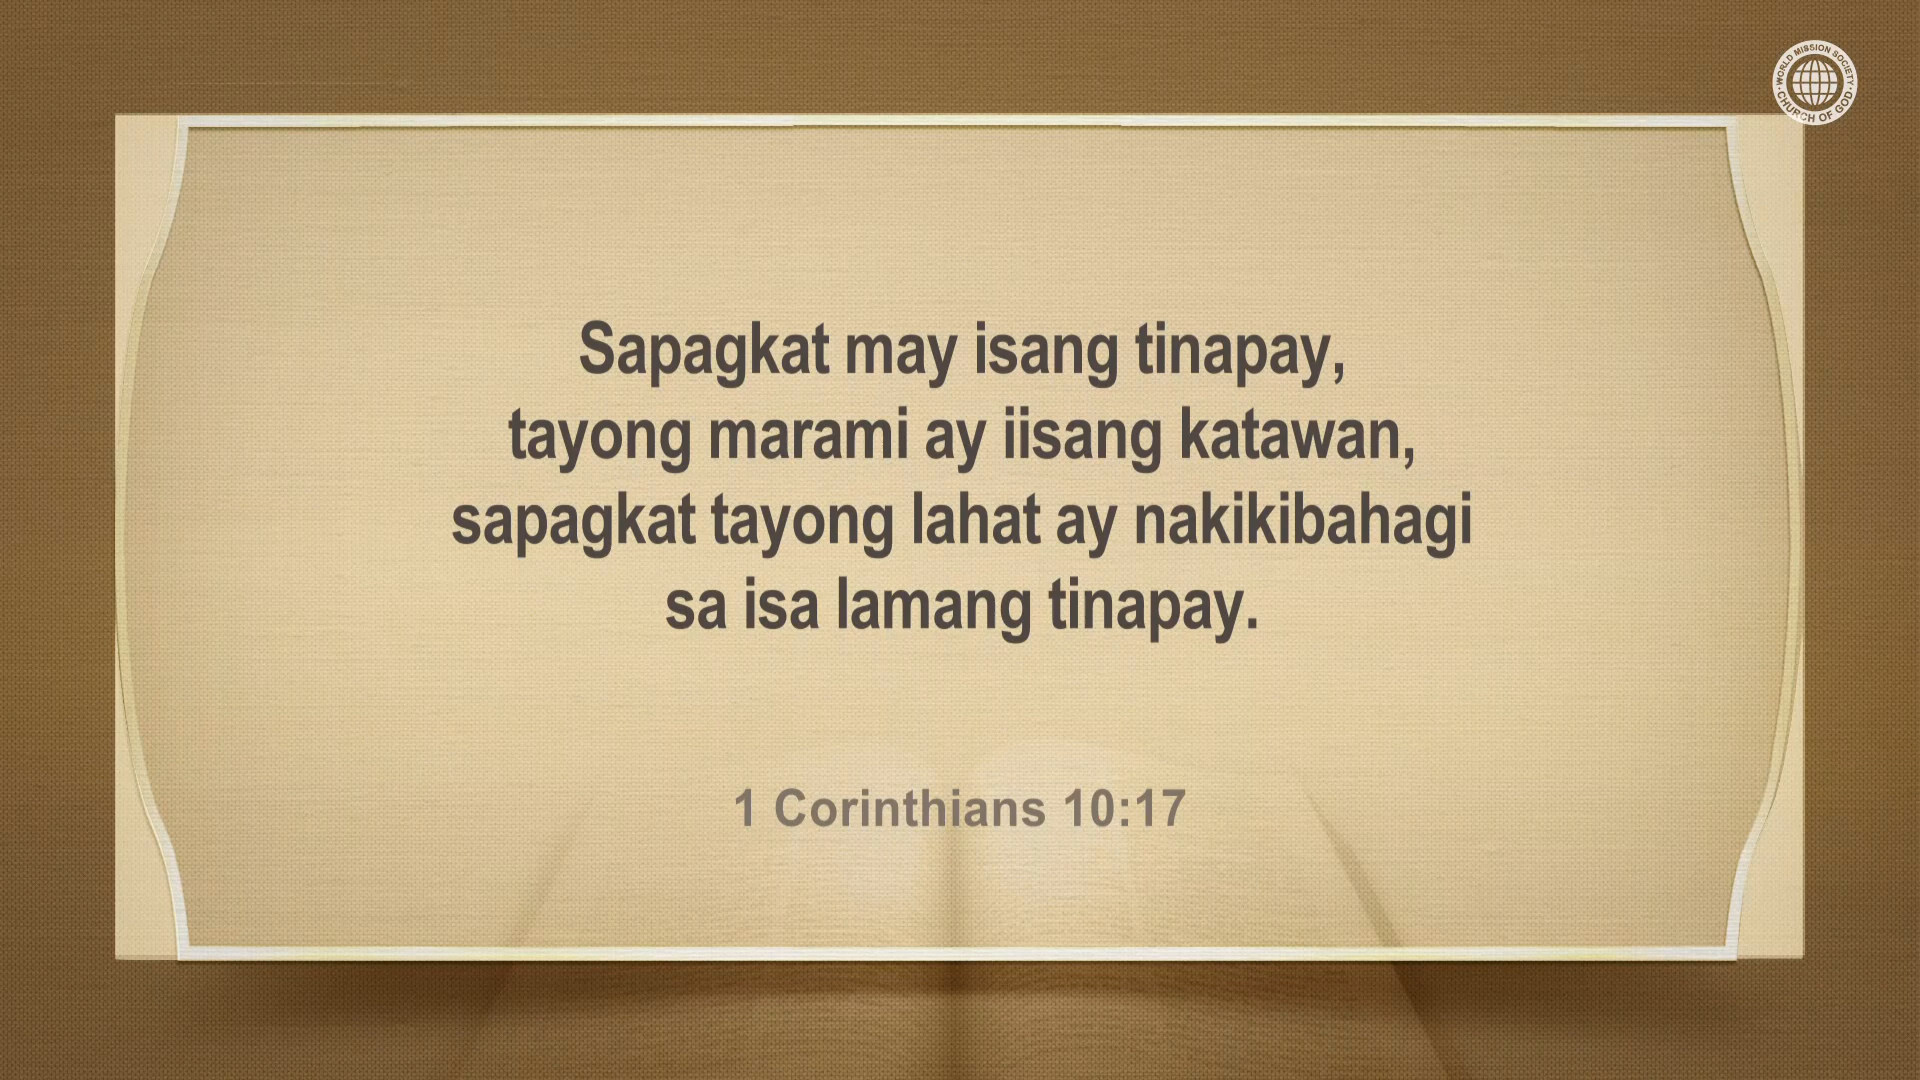 WORLD MISSION SOCIETY
CHURCH OF GOD
Sapagkat may isang tinapay,
tayong marami ay iisang katawan,
sapagkat tayong lahat ay nakikibahagi
sa isa lamang tinapay.
1 Corinthians 10:17